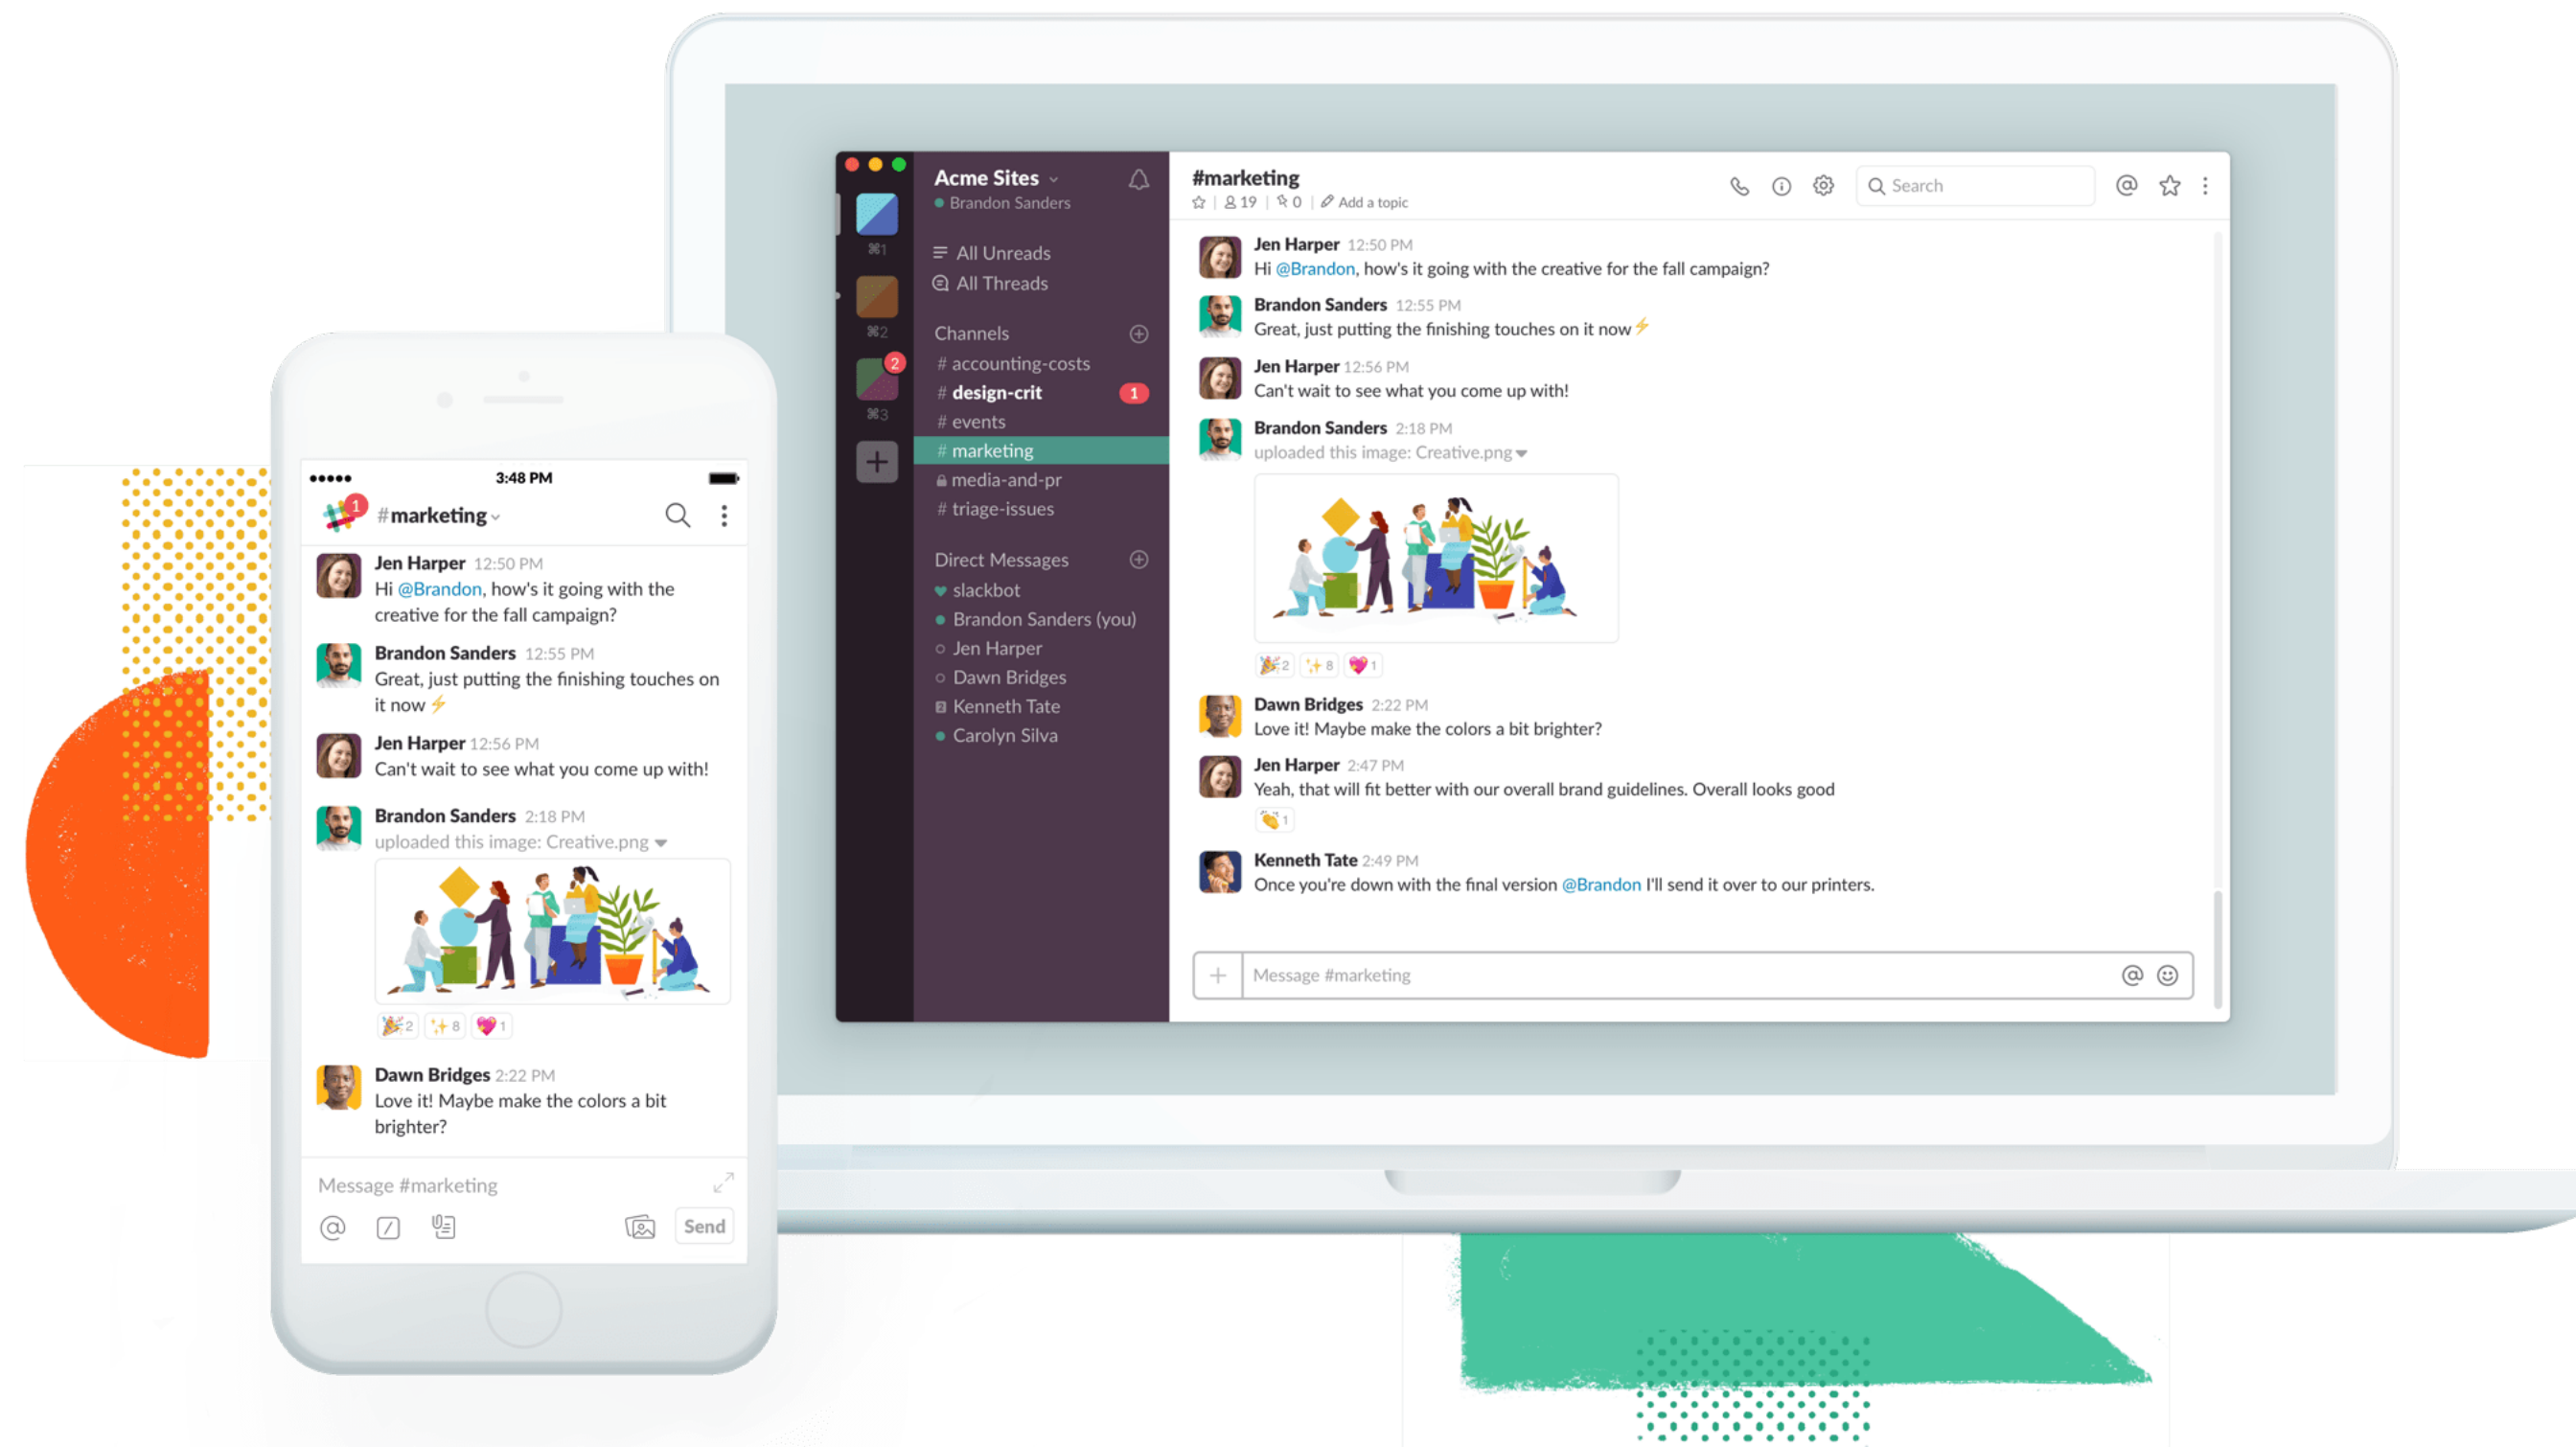 3:48 PM
1
#marketing
Jen Harper 12:50 PM
Hi @Brandon, how's it going with the
creative for the fall campaign?
Brandon Sanders 12:55 PM
Great, just putting the finishing touches on
it now⚡
Jen Harper 12:56 PM
Can't wait to see what you come up with!
Brandon Sanders 2:18 PM
uploaded this image: Creative.png
2 8 1
Dawn Bridges 2:22 PM
Love it! Maybe make the colors a bit
brighter?
Message #marketing
Send
⌘1
⌘2
2
⌘3
Acme Sites
Brandon Sanders
All Unreads
All Threads
Channels
# accounting-costs
# design-crit 1
# events
# marketing
media-and-pr
# triage-issues
Direct Messages
slackbot
Brandon Sanders (you)
Jen Harper
Dawn Bridges
Kenneth Tate
Carolyn Silva
#marketing
19 | 0 | Add a topic
Search
Jen Harper 12:50 PM
Hi @Brandon, how's it going with the creative for the fall campaign?
Brandon Sanders 12:55 PM
Great, just putting the finishing touches on it now⚡
Jen Harper 12:56 PM
Can't wait to see what you come up with!
Brandon Sanders 2:18 PM
uploaded this image: Creative.png
2 8 1
Dawn Bridges 2:22 PM
Love it! Maybe make the colors a bit brighter?
Jen Harper 2:47 PM
Yeah, that will fit better with our overall brand guidelines. Overall looks good
1
Kenneth Tate 2:49 PM
Once you're down with the final version @Brandon I'll send it over to our printers.
Message #marketing